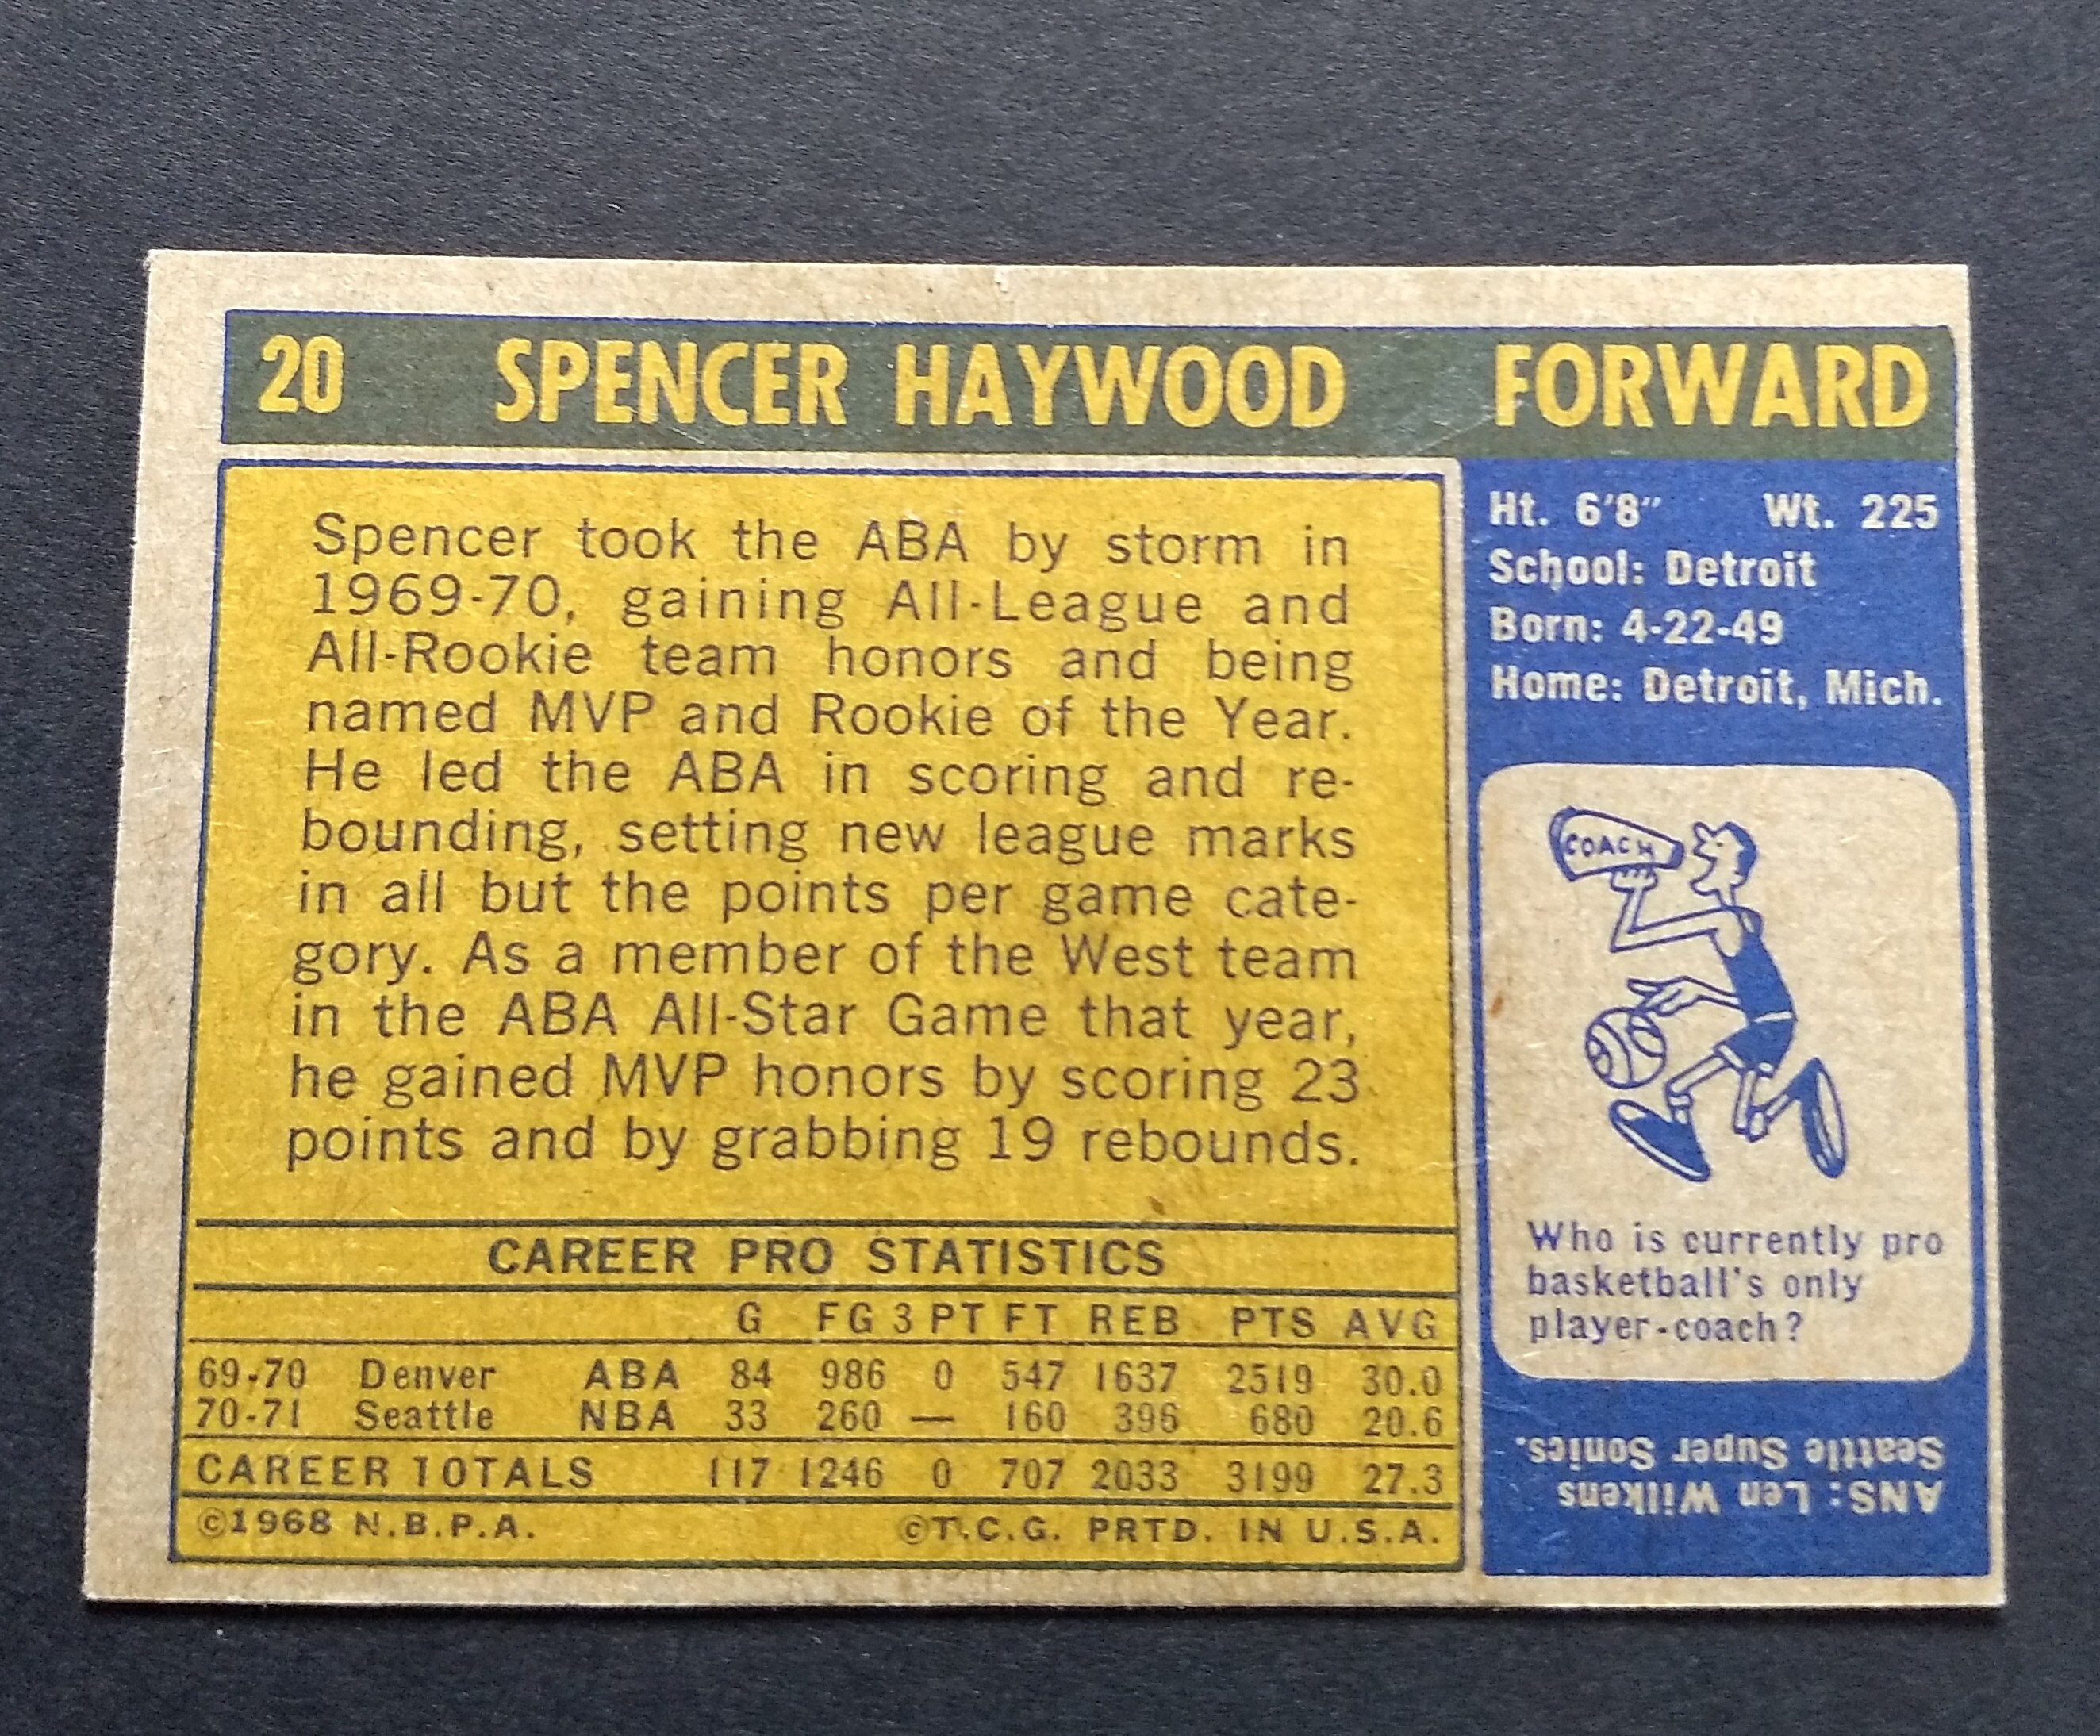 20 SPENCER HAYWOOD FORWARD
Spencer took the ABA by storm in
1969-70, gaining All-League and
All-Rookie team honors and being
named MVP and Rookie of the Year.
He led the ABA in scoring and re-
bounding, setting new league marks
in all but the points per game cate-
gory. As a member of the West team
in the ABA All-Star Game that year,
he gained MVP honors by scoring 23
points and by grabbing 19 rebounds.
CAREER PRO STATISTICS
G FG 3 PT FT REB PTS AVG
69-70 Denver ABA 84 986 0 547 1637 2519 30.0
70-71 Seattle NBA 33 260 — 160 396 680 20.6
CAREER TOTALS 117 1246 0 707 2033 3199 27.3
©1968 N.B.P.A. ©T.C.G. PRTD. IN U.S.A.
Ht. 6'8" Wt. 225
School: Detroit
Born: 4-22-49
Home: Detroit, Mich.
COACH
Who is currently pro
basketball's only
player-coach?
ANS: Len Wilkens
Seattle Super Sonics.